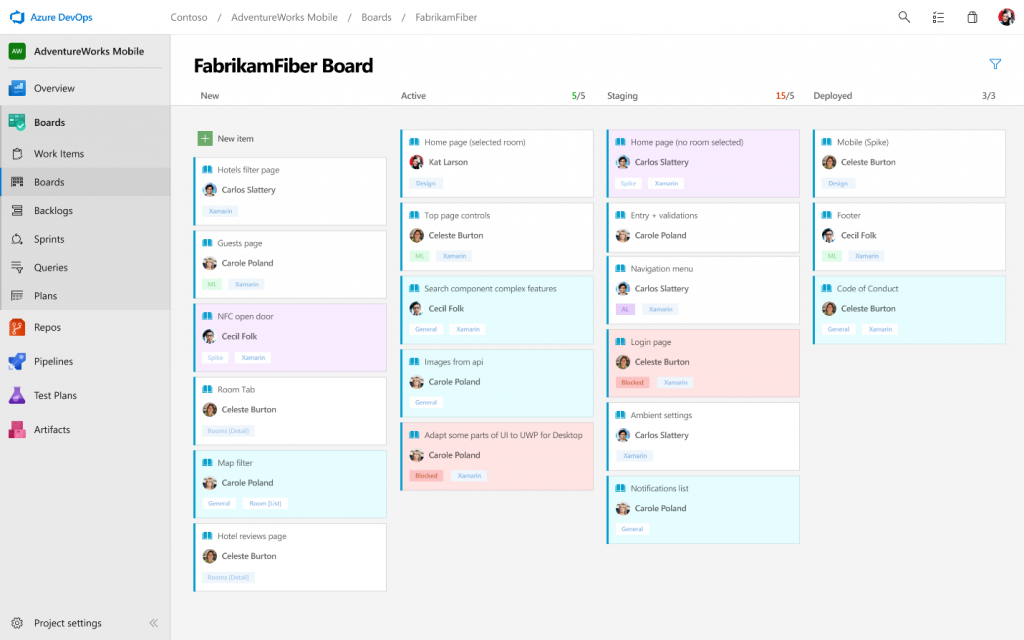 Azure DevOps
Contoso / AdventureWorks Mobile / Boards / FabrikamFiber
AW AdventureWorks Mobile
Overview
Boards
Work Items
Boards
Backlogs
Sprints
Queries
Plans
Repos
Pipelines
Test Plans
Artifacts
Project settings
FabrikamFiber Board
New
New item
Hotels filter page
Carlos Slattery
Xamarin
Guests page
Carole Poland
ML Xamarin
NFC open door
Cecil Folk
Spike Xamarin
Room Tab
Celeste Burton
Rooms [Detail]
Map filter
Carole Poland
General Room [List]
Hotel reviews page
Celeste Burton
Rooms [Detail]
Active 5/5
Home page (selected room)
Kat Larson
Design
Top page controls
Celeste Burton
ML Xamarin
Search component complex features
Cecil Folk
General Xamarin
Images from api
Carole Poland
General
Adapt some parts of UI to UWP for Desktop
Carole Poland
Blocked Xamarin
Staging 15/5
Home page (no room selected)
Carlos Slattery
Spike Xamarin
Entry + validations
Carole Poland
Navigation menu
Carlos Slattery
AL Xamarin
Login page
Celeste Burton
Blocked Xamarin
Ambient settings
Carlos Slattery
Xamarin
Notifications list
Carole Poland
General
Deployed 3/3
Mobile (Spike)
Celeste Burton
Design
Footer
Cecil Folk
ML Xamarin
Code of Conduct
Celeste Burton
General Xamarin